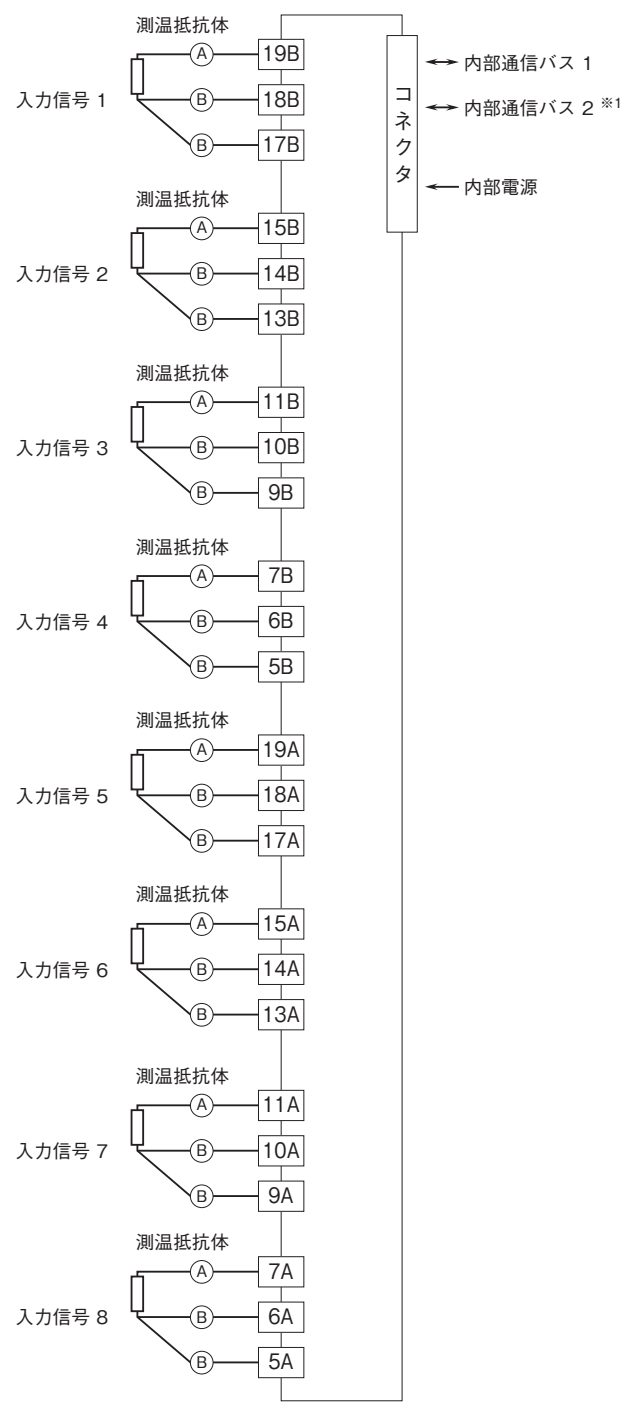 測温抵抗体
入力信号 1
A 19B
B 18B
B 17B
測温抵抗体
入力信号 2
A 15B
B 14B
B 13B
測温抵抗体
入力信号 3
A 11B
B 10B
B 9B
測温抵抗体
入力信号 4
A 7B
B 6B
B 5B
測温抵抗体
入力信号 5
A 19A
B 18A
B 17A
測温抵抗体
入力信号 6
A 15A
B 14A
B 13A
測温抵抗体
入力信号 7
A 11A
B 10A
B 9A
測温抵抗体
入力信号 8
A 7A
B 6A
B 5A
コネクタ
内部通信バス 1
内部通信バス 2 ※1
内部電源